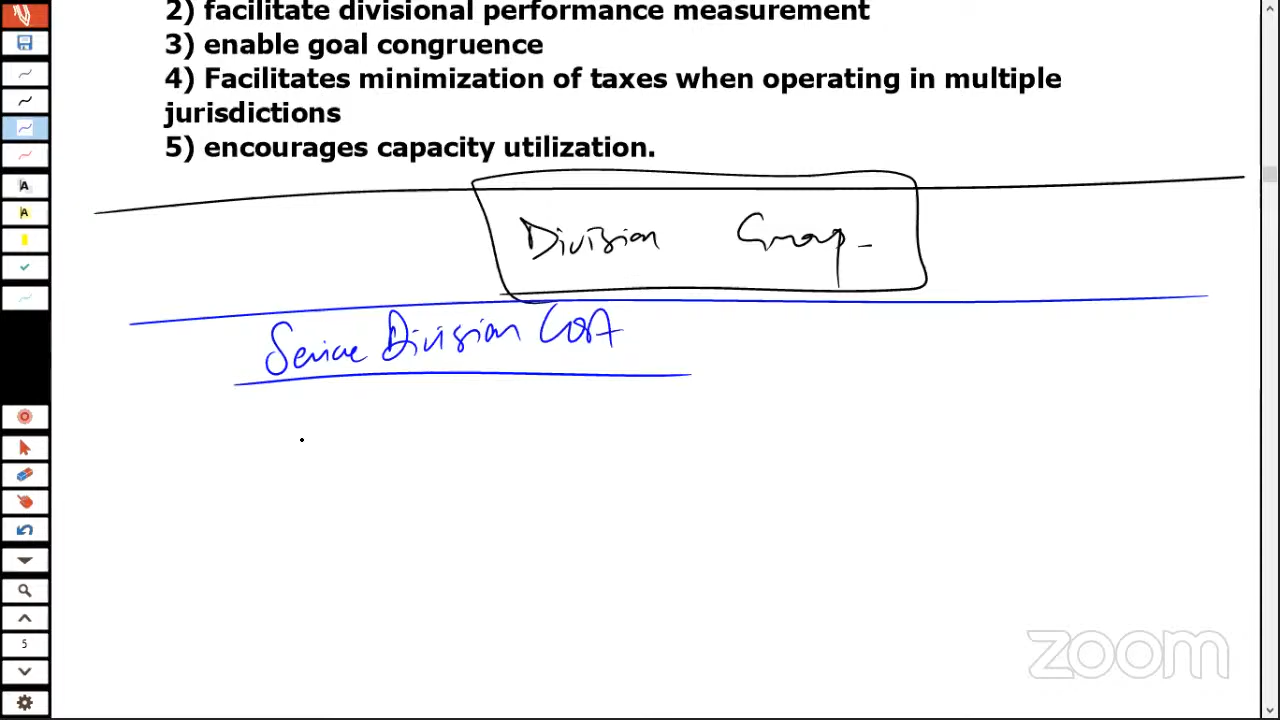 2) facilitate divisional performance measurement
3) enable goal congruence
4) Facilitates minimization of taxes when operating in multiple
jurisdictions
5) encourages capacity utilization.
Division Group
Service Division Cost
A
A
5
zoom